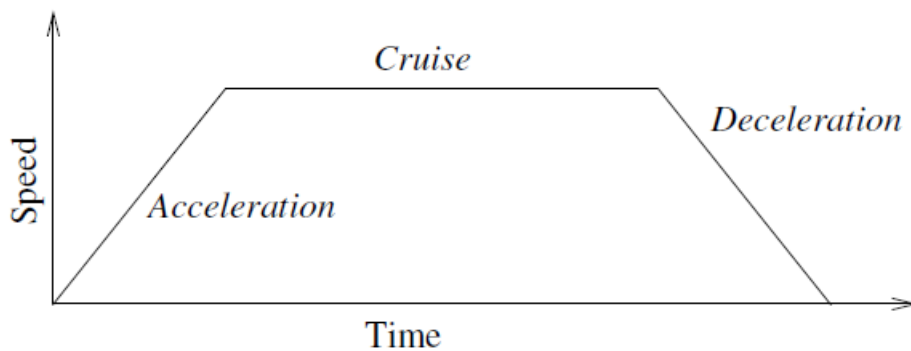 Cruise
Deceleration
Speed
Acceleration
Time